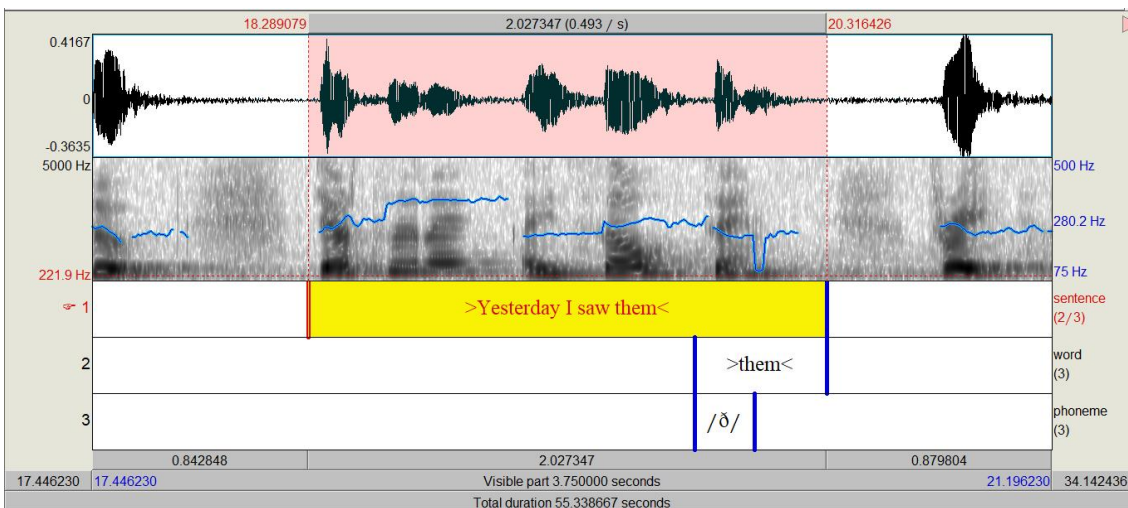 18.289079 2.027347 (0.493 / s) 20.316426
0.4167
0
-0.3635
5000 Hz 500 Hz
280.2 Hz
221.9 Hz 75 Hz
☞ 1 >Yesterday I saw them< sentence
(2/3)
2 >them< word
(3)
3 /ð/ phoneme
(3)
0.842848 2.027347 0.879804
17.446230 17.446230 Visible part 3.750000 seconds 21.196230 34.142436
Total duration 55.338667 seconds